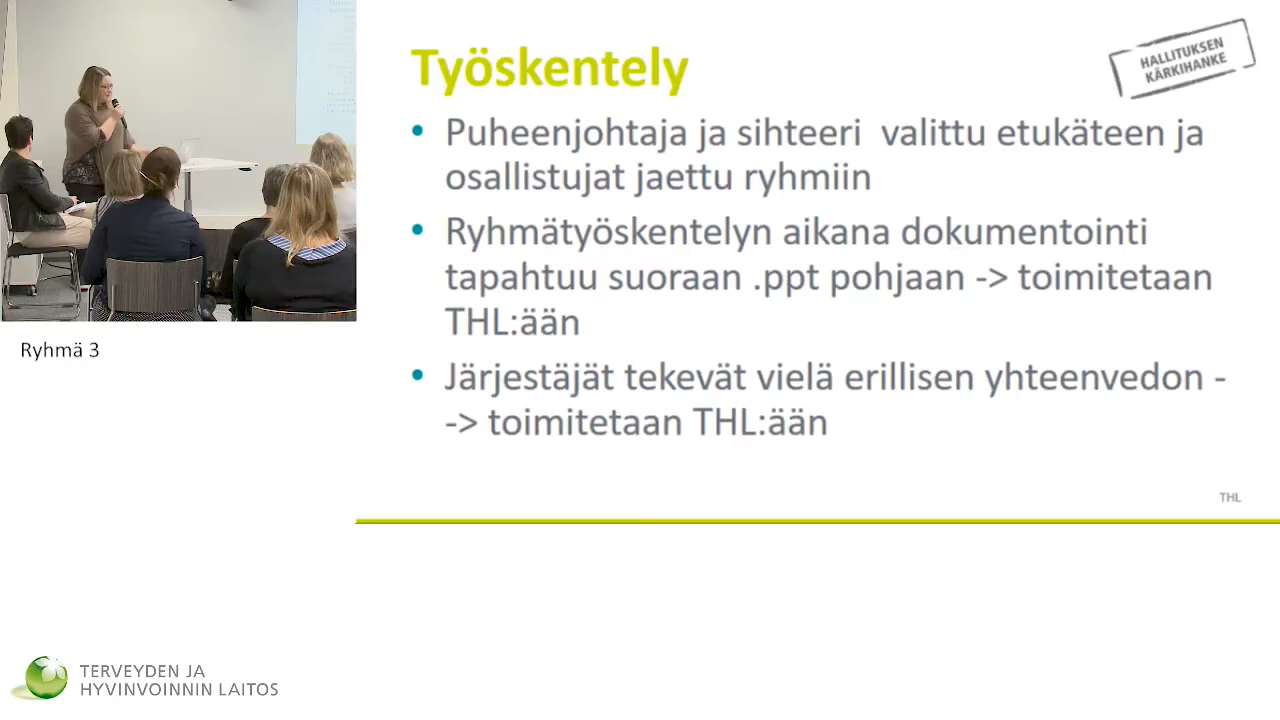 Työskentely
HALLITUKSEN
KÄRKIHANKE
• Puheenjohtaja ja sihteeri valittu etukäteen ja
osallistujat jaettu ryhmiin
• Ryhmätyöskentelyn aikana dokumentointi
tapahtuu suoraan .ppt pohjaan -> toimitetaan
THL:ään
• Järjestäjät tekevät vielä erillisen yhteenvedon -
-> toimitetaan THL:ään
THL
Ryhmä 3
TERVEYDEN JA
HYVINVOINNIN LAITOS